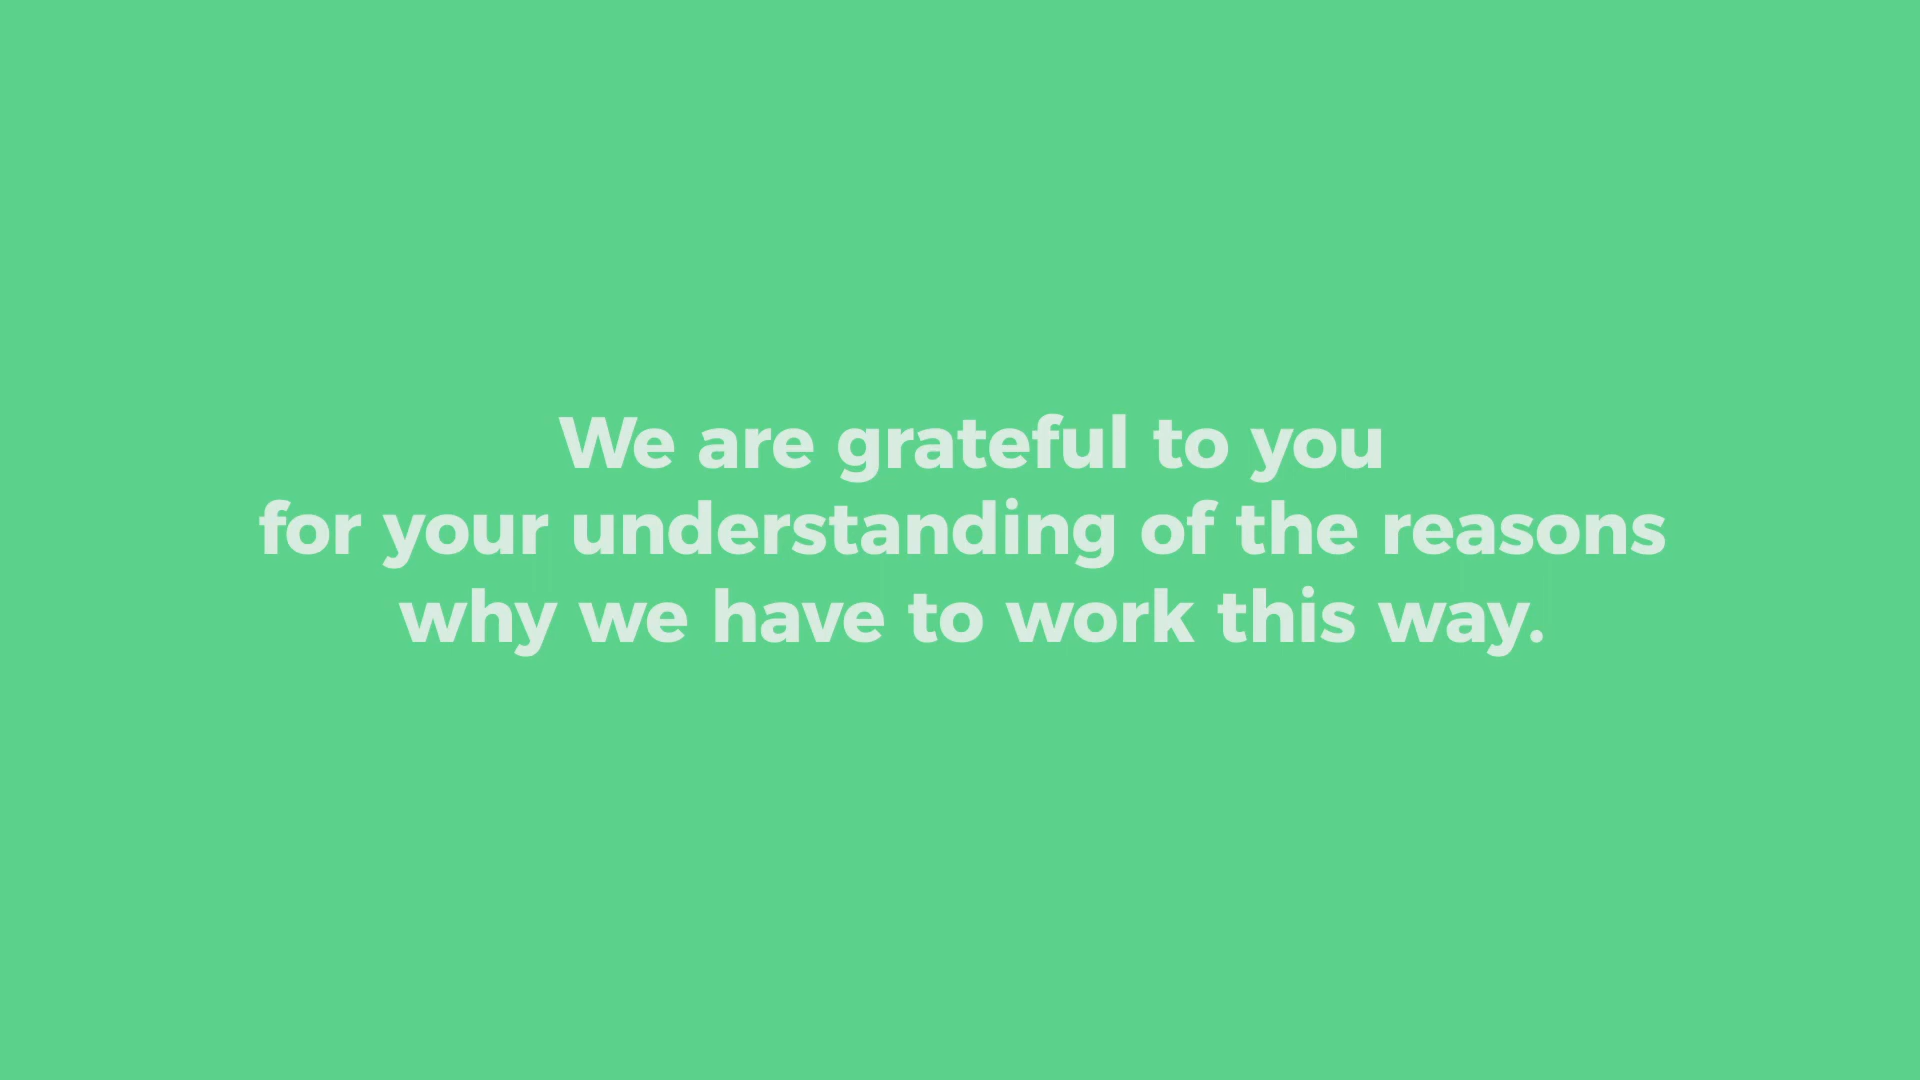 We are grateful to you
for your understanding of the reasons
why we have to work this way.